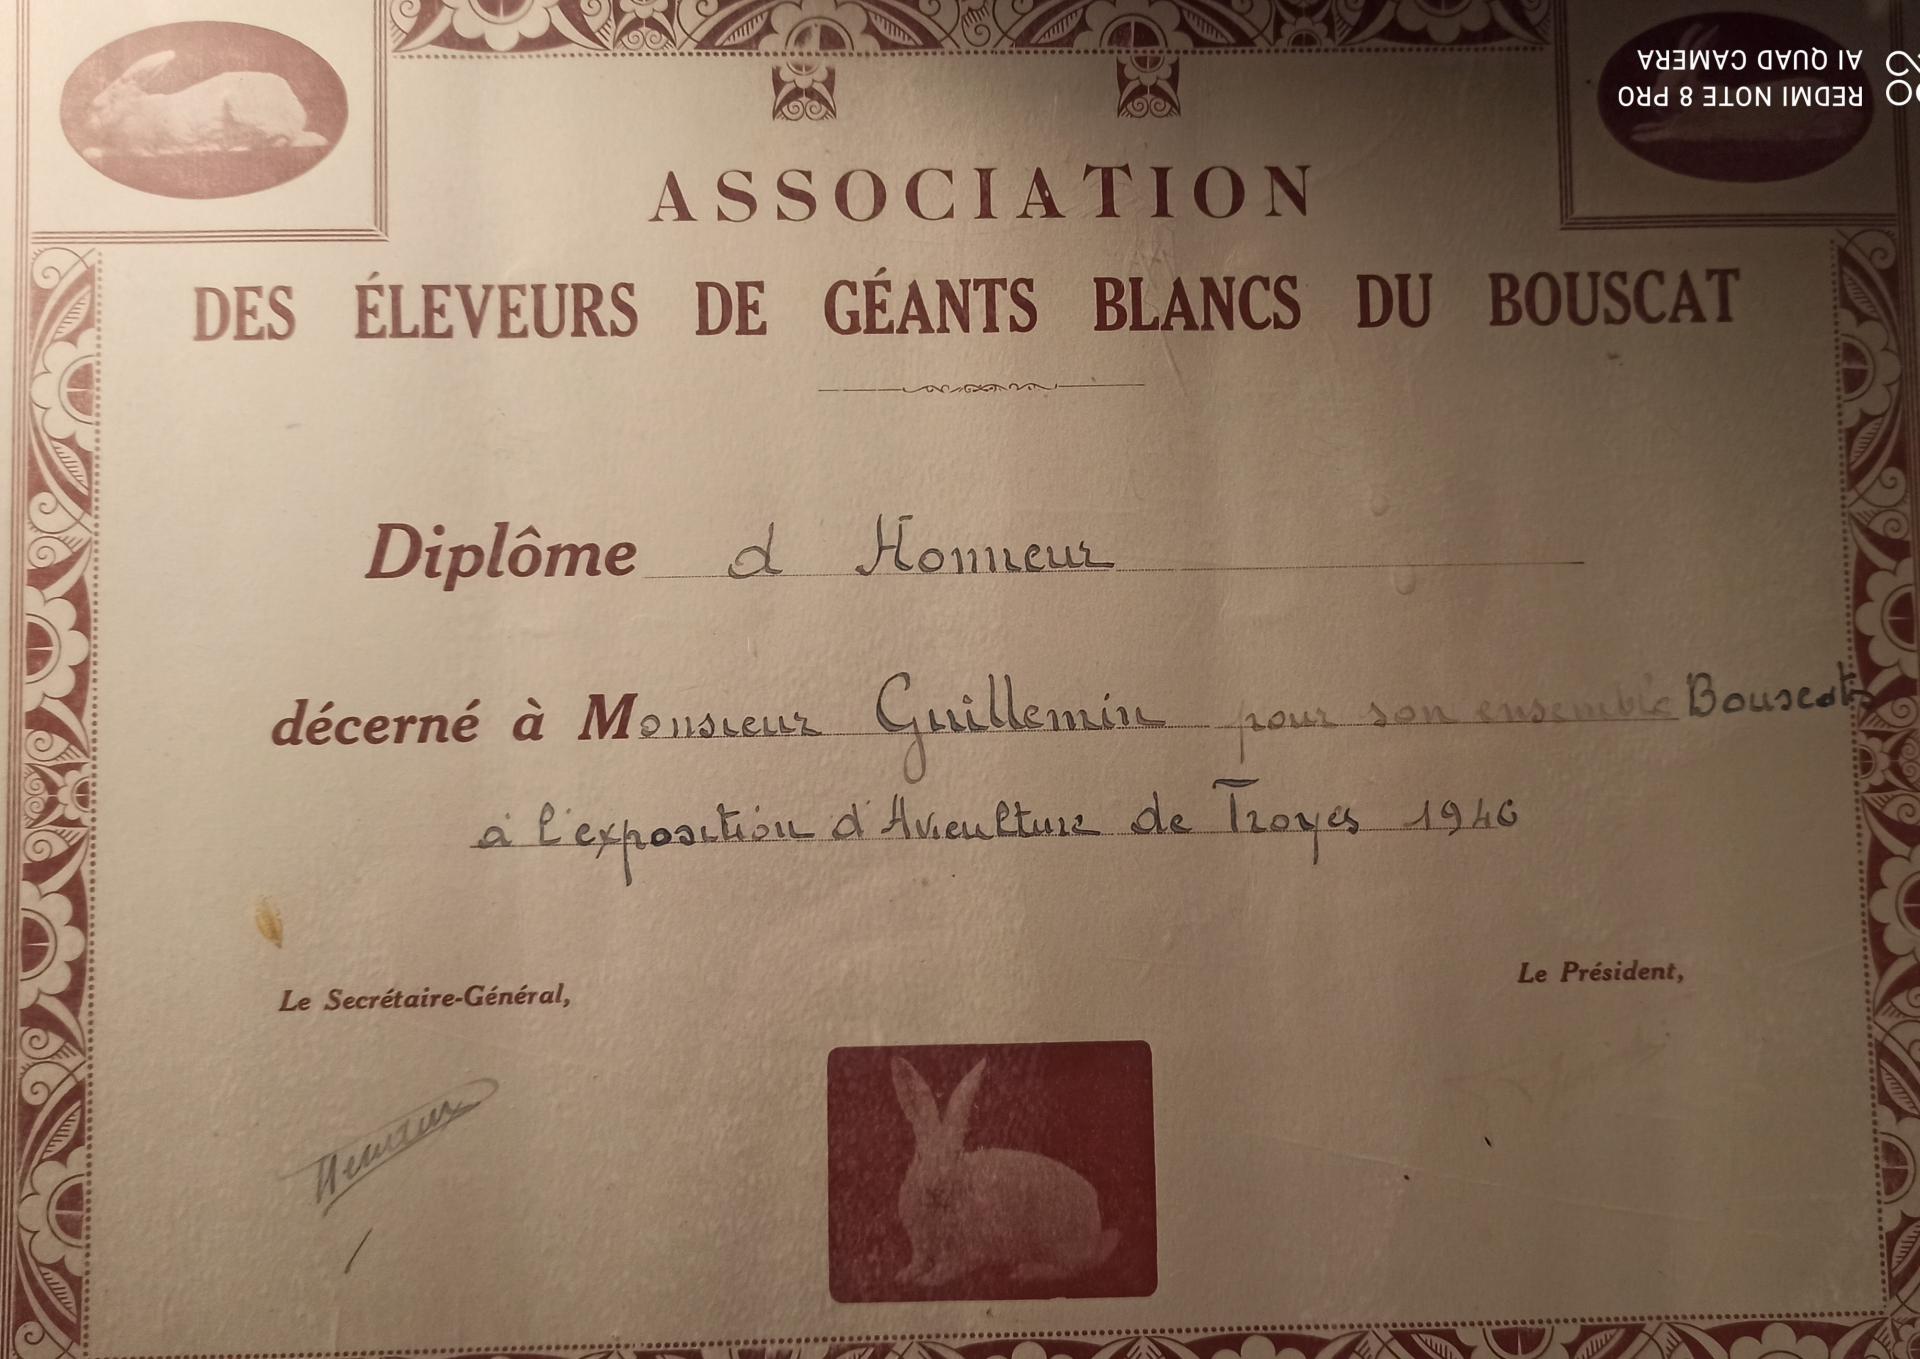 ASSOCIATION
DES ÉLEVEURS DE GÉANTS BLANCS DU BOUSCAT
Diplôme d Honneur
décerné à Monsieur Guillemin pour son ensemble Bouscats
à l'exposition d'Aviculture de Troyes 1946
Le Secrétaire-Général,
Le Président,
REDMI NOTE 8 PRO
AI QUAD CAMERA